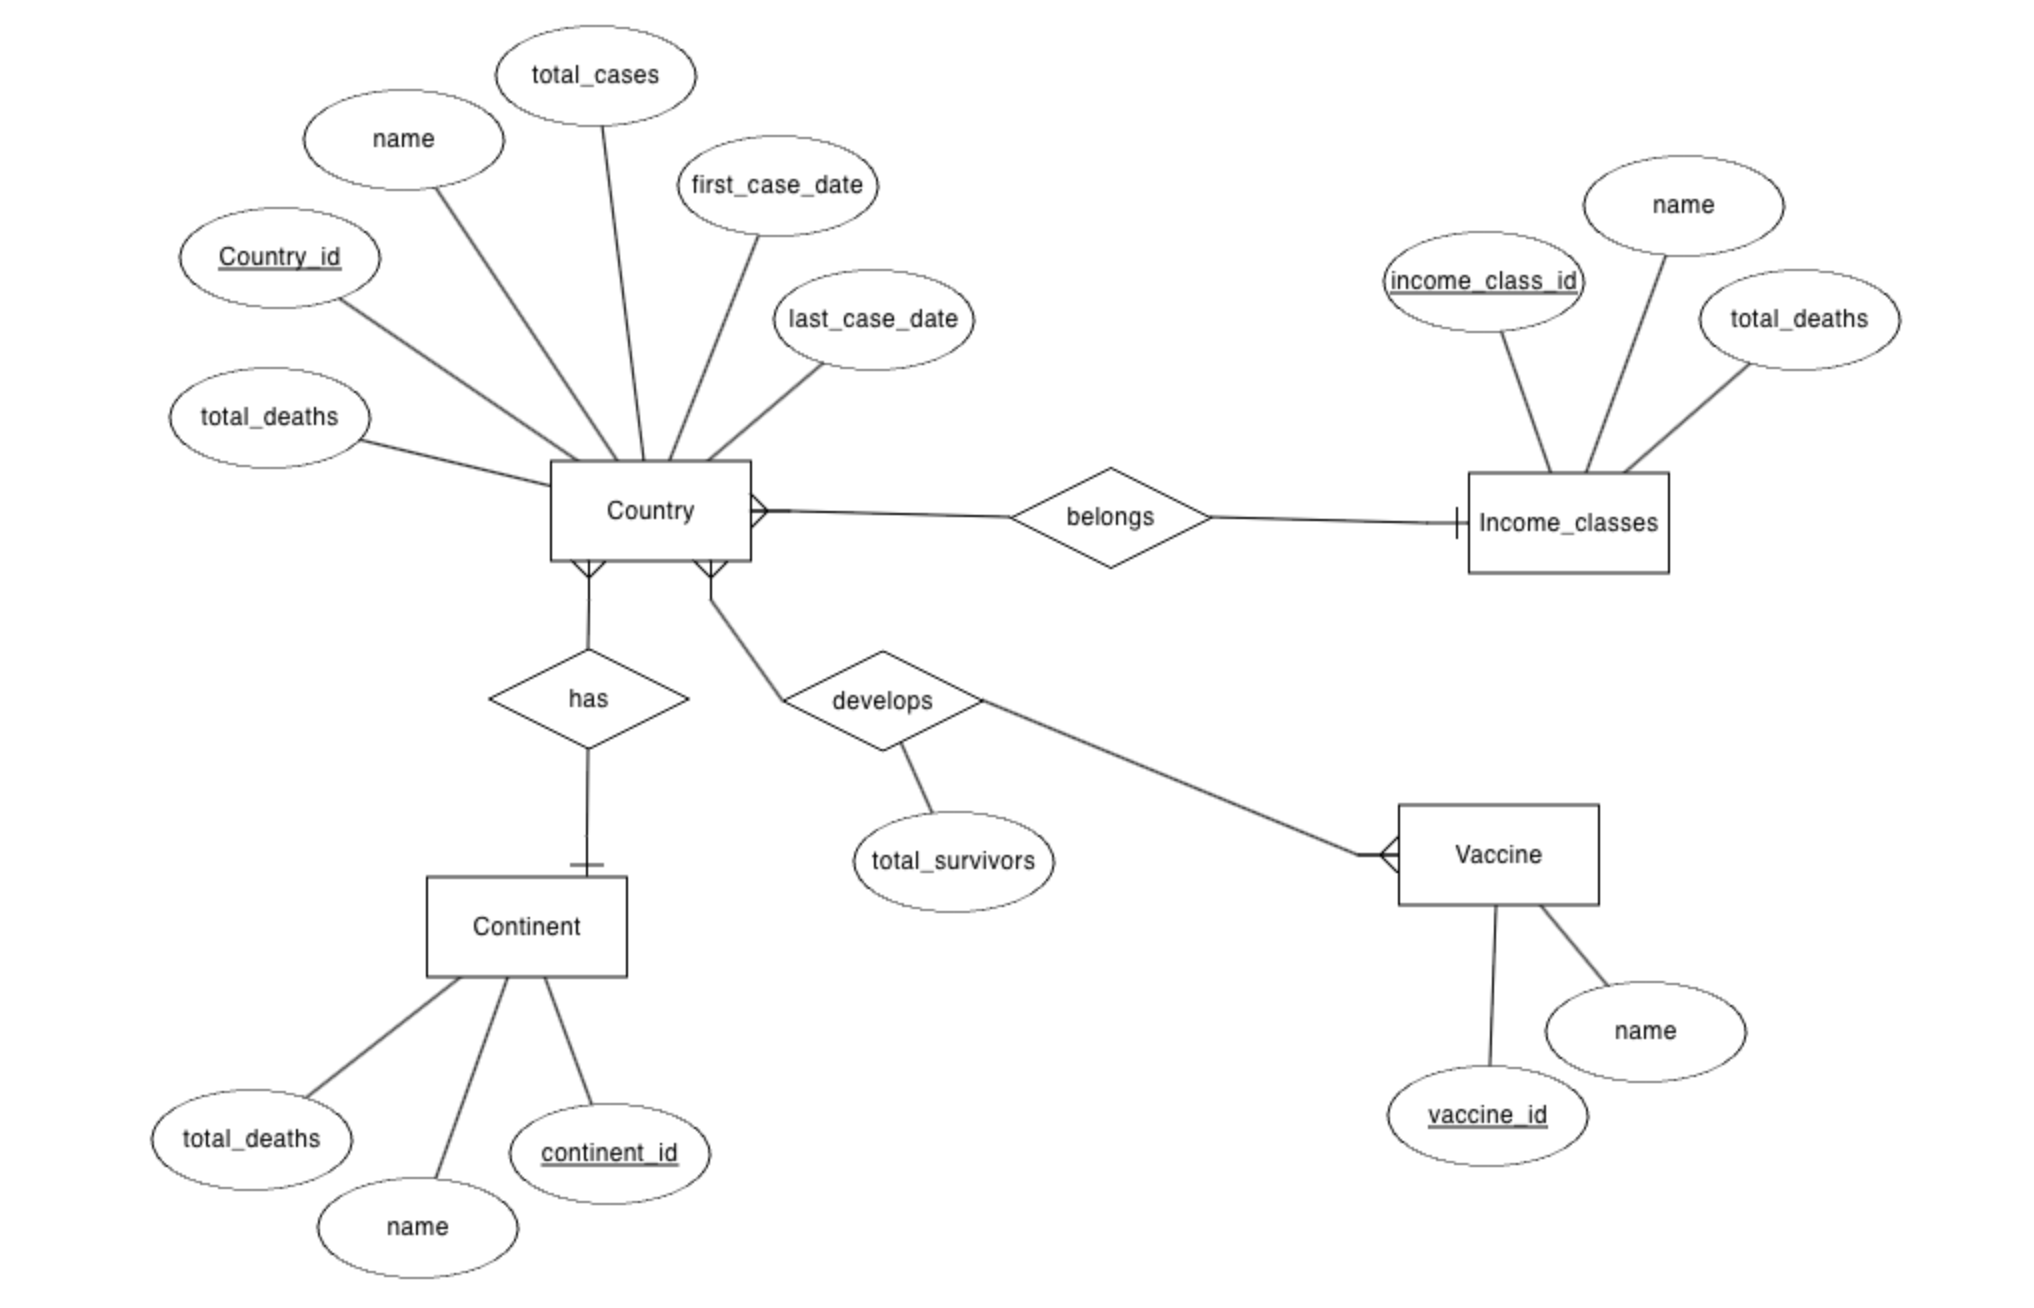 total_cases
name
first_case_date
name
Country_id
income_class_id
last_case_date
total_deaths
total_deaths
Country
belongs
Income_classes
has
develops
total_survivors
Vaccine
Continent
name
vaccine_id
total_deaths
continent_id
name